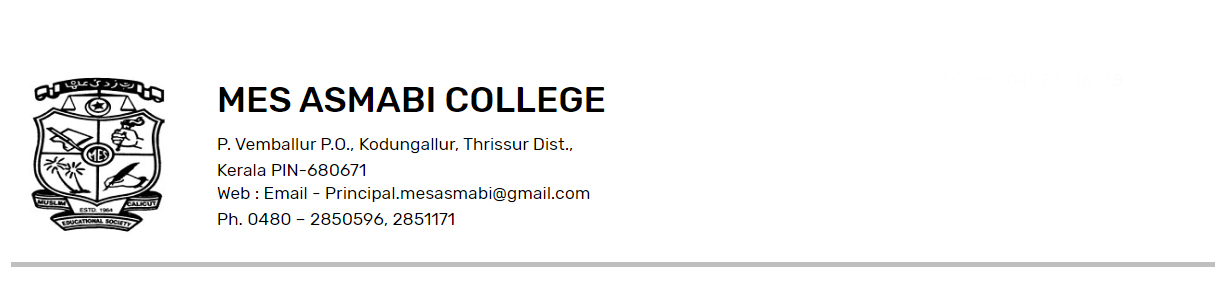 MES ASMABI COLLEGE
P. Vemballur P.O., Kodungallur, Thrissur Dist.,
Kerala PIN-680671
Web : Email - Principal.mesasmabi@gmail.com
Ph. 0480 – 2850596, 2851171
MES
MUSLIM
CALICUT
ESTD. 1964
EDUCATIONAL SOCIETY